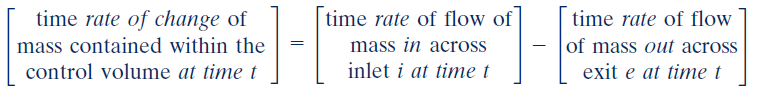 time rate of change of
mass contained within the
control volume at time t
=
time rate of flow of
mass in across
inlet i at time t
−
time rate of flow
of mass out across
exit e at time t